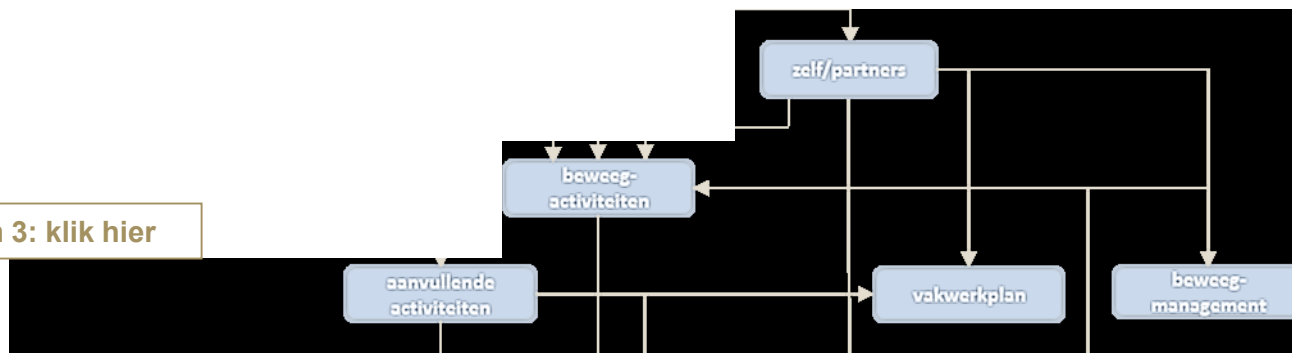 zelf/partners
beweeg-
activiteiten
3: klik hier
aanvullende
activiteiten
vakwerkplan
beweeg-
management